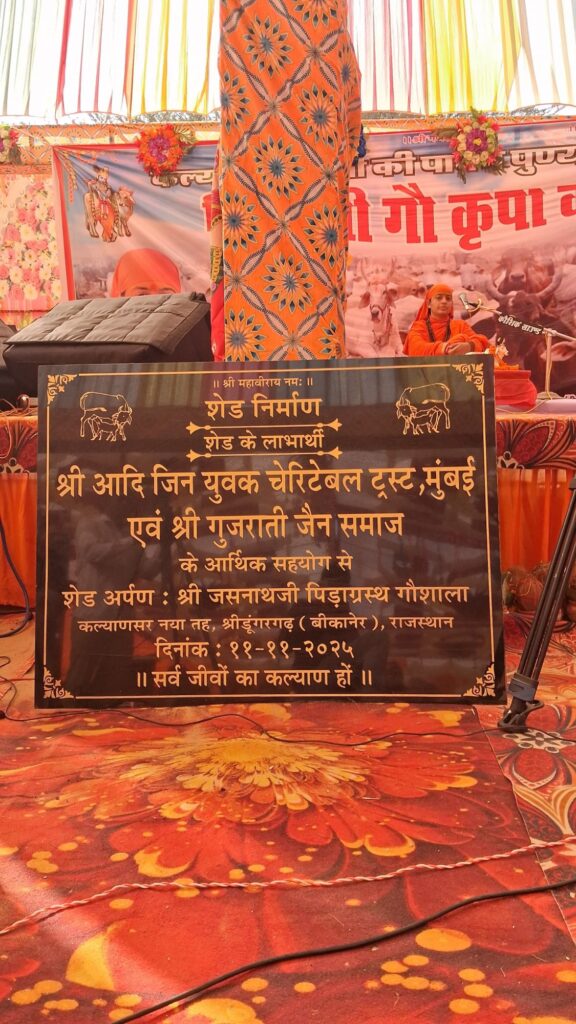 की पा
पुण्य
गौ कृपा
कौशिक साउण्ड
॥ श्री महावीराय नमः ॥
शेड निर्माण
शेड के लाभार्थी
श्री आदि जिन युवक चेरिटेबल ट्रस्ट,मुंबई
एवं श्री गुजराती जैन समाज
के आर्थिक सहयोग से
शेड अर्पण : श्री जसनाथजी पिड़ाग्रस्थ गौशाला
कल्याणसर नया तह, श्रीडूंगरगढ़ ( बीकानेर ), राजस्थान
दिनांक : ११-११-२०२५
॥ सर्व जीवों का कल्याण हों ॥